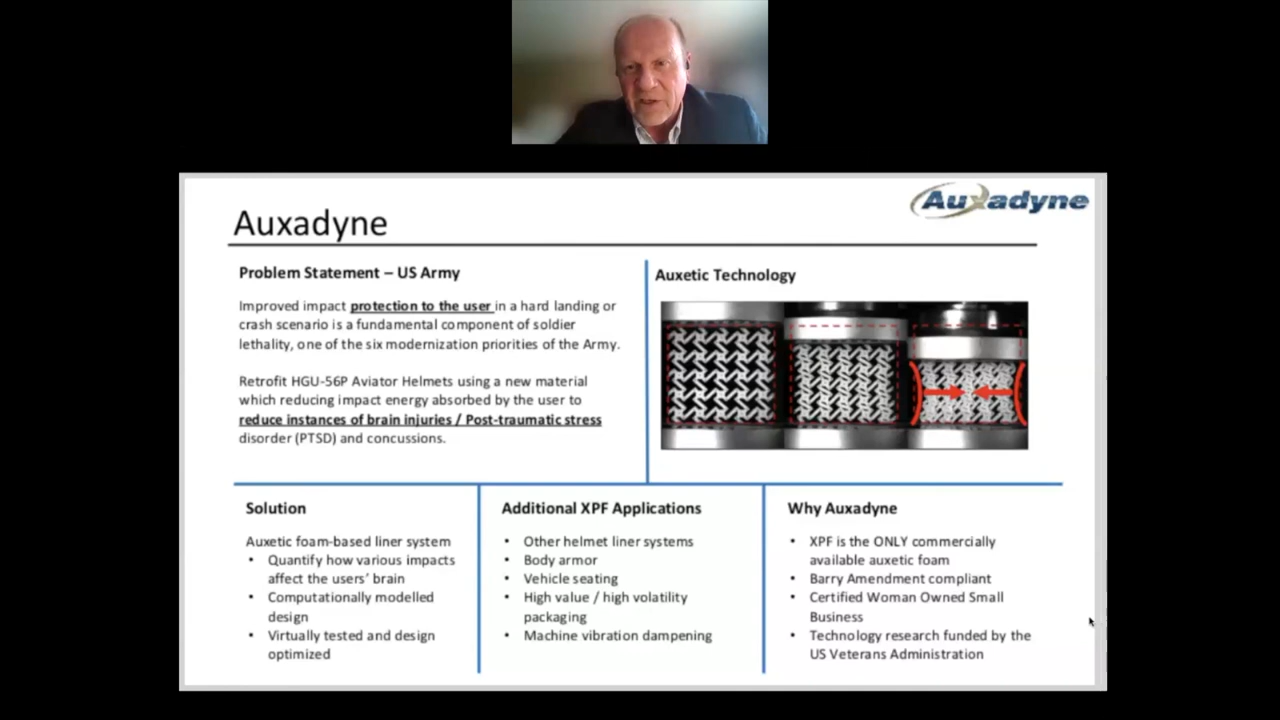 Auxadyne
Auxadyne
Problem Statement – US Army
Improved impact protection to the user in a hard landing or
crash scenario is a fundamental component of soldier
lethality, one of the six modernization priorities of the Army.
Retrofit HGU-56P Aviator Helmets using a new material
which reducing impact energy absorbed by the user to
reduce instances of brain injuries / Post-traumatic stress
disorder (PTSD) and concussions.
Auxetic Technology
Solution
Auxetic foam-based liner system
• Quantify how various impacts
affect the users’ brain
• Computationally modelled
design
• Virtually tested and design
optimized
Additional XPF Applications
• Other helmet liner systems
• Body armor
• Vehicle seating
• High value / high volatility
packaging
• Machine vibration dampening
Why Auxadyne
• XPF is the ONLY commercially
available auxetic foam
• Barry Amendment compliant
• Certified Woman Owned Small
Business
• Technology research funded by the
US Veterans Administration